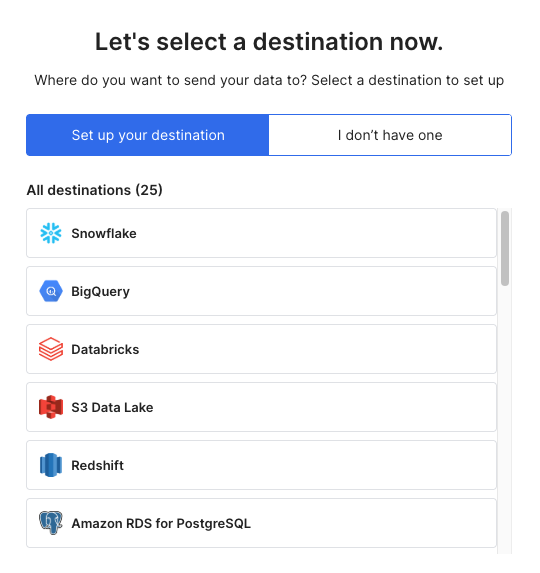 Let's select a destination now.
Where do you want to send your data to? Select a destination to set up
Set up your destination
I don’t have one
All destinations (25)
Snowflake
BigQuery
Databricks
S3 Data Lake
Redshift
Amazon RDS for PostgreSQL